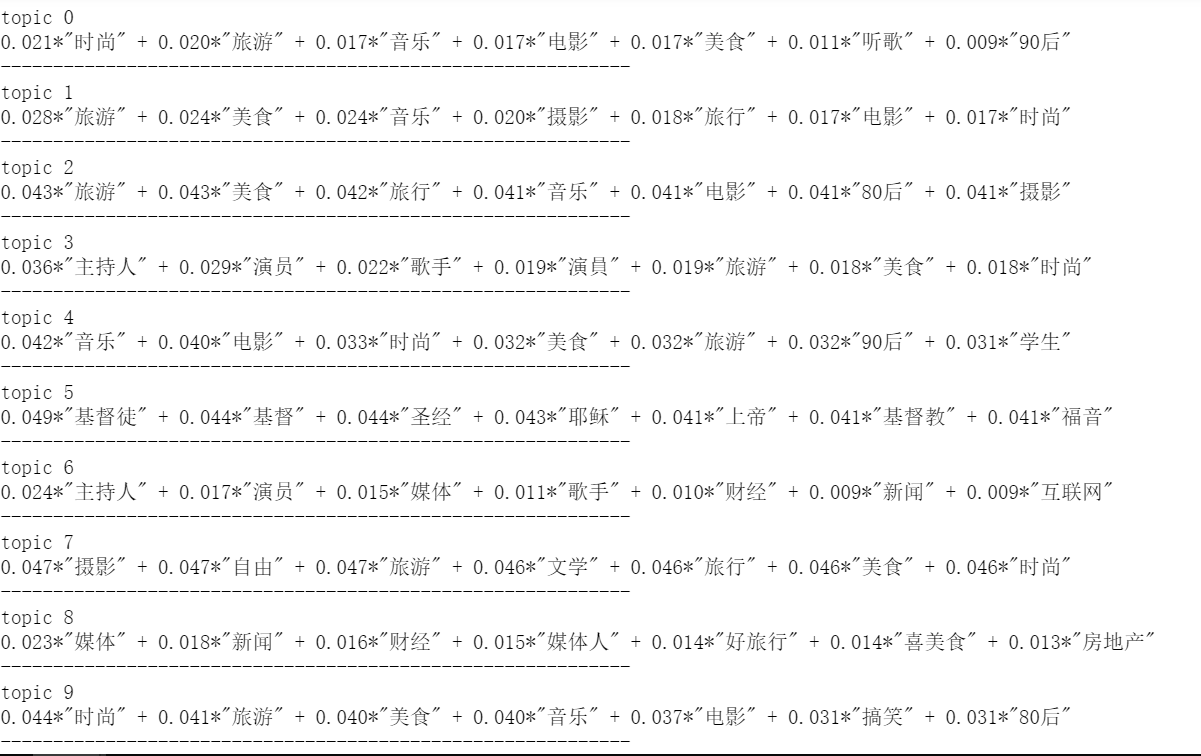 topic 0
0.021*"时尚" + 0.020*"旅游" + 0.017*"音乐" + 0.017*"电影" + 0.017*"美食" + 0.011*"听歌" + 0.009*"90后"
------------------------------------------------------------
topic 1
0.028*"旅游" + 0.024*"美食" + 0.024*"音乐" + 0.020*"摄影" + 0.018*"旅行" + 0.017*"电影" + 0.017*"时尚"
------------------------------------------------------------
topic 2
0.043*"旅游" + 0.043*"美食" + 0.042*"旅行" + 0.041*"音乐" + 0.041*"电影" + 0.041*"80后" + 0.041*"摄影"
------------------------------------------------------------
topic 3
0.036*"主持人" + 0.029*"演员" + 0.022*"歌手" + 0.019*"演員" + 0.019*"旅游" + 0.018*"美食" + 0.018*"时尚"
------------------------------------------------------------
topic 4
0.042*"音乐" + 0.040*"电影" + 0.033*"时尚" + 0.032*"美食" + 0.032*"旅游" + 0.032*"90后" + 0.031*"学生"
------------------------------------------------------------
topic 5
0.049*"基督徒" + 0.044*"基督" + 0.044*"圣经" + 0.043*"耶稣" + 0.041*"上帝" + 0.041*"基督教" + 0.041*"福音"
------------------------------------------------------------
topic 6
0.024*"主持人" + 0.017*"演员" + 0.015*"媒体" + 0.011*"歌手" + 0.010*"财经" + 0.009*"新闻" + 0.009*"互联网"
------------------------------------------------------------
topic 7
0.047*"摄影" + 0.047*"自由" + 0.047*"旅游" + 0.046*"文学" + 0.046*"旅行" + 0.046*"美食" + 0.046*"时尚"
------------------------------------------------------------
topic 8
0.023*"媒体" + 0.018*"新闻" + 0.016*"财经" + 0.015*"媒体人" + 0.014*"好旅行" + 0.014*"喜美食" + 0.013*"房地产"
------------------------------------------------------------
topic 9
0.044*"时尚" + 0.041*"旅游" + 0.040*"美食" + 0.040*"音乐" + 0.037*"电影" + 0.031*"搞笑" + 0.031*"80后"
------------------------------------------------------------